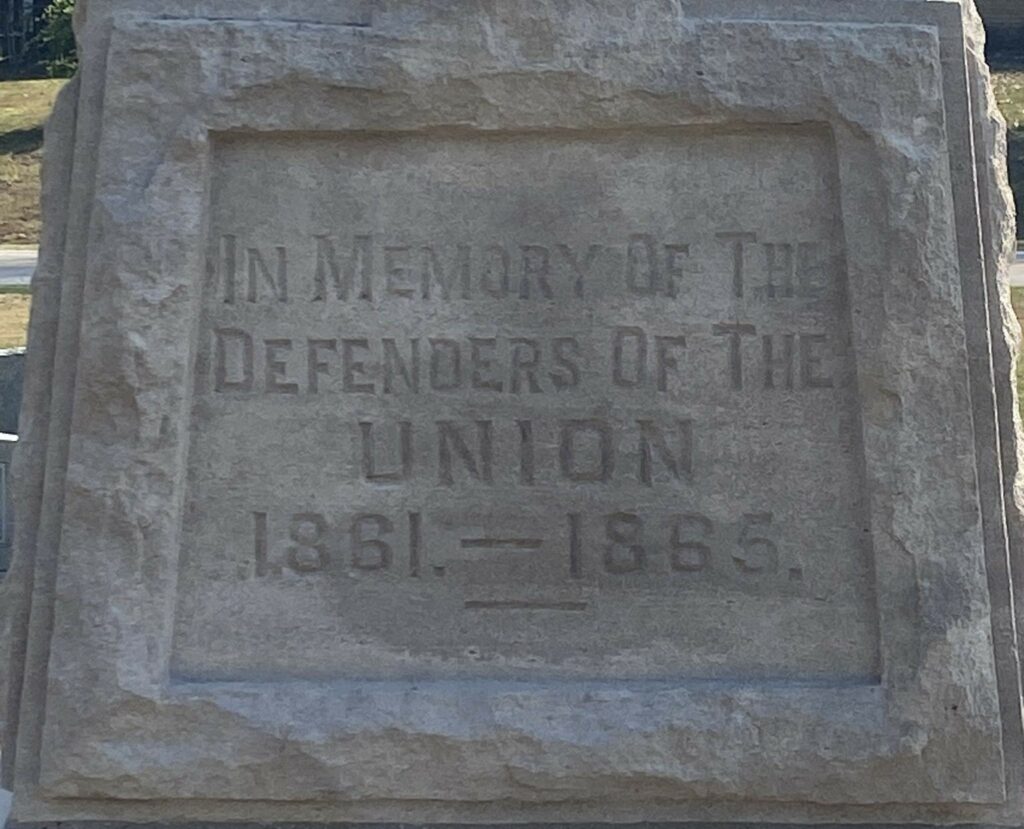 IN MEMORY OF THE
DEFENDERS OF THE
UNION
1861. — 1865.